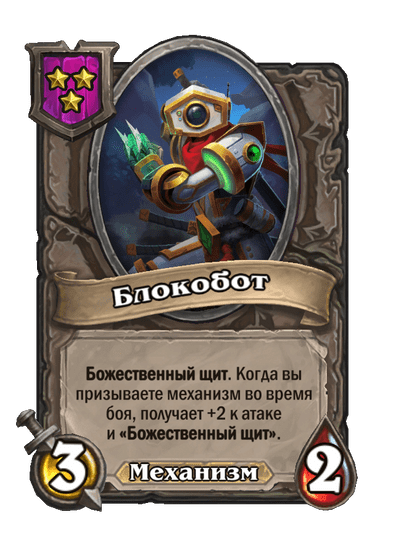 Блокобот
Божественный щит. Когда вы
призываете механизм во время
боя, получает +2 к атаке
и «Божественный щит».
3
Механизм
2